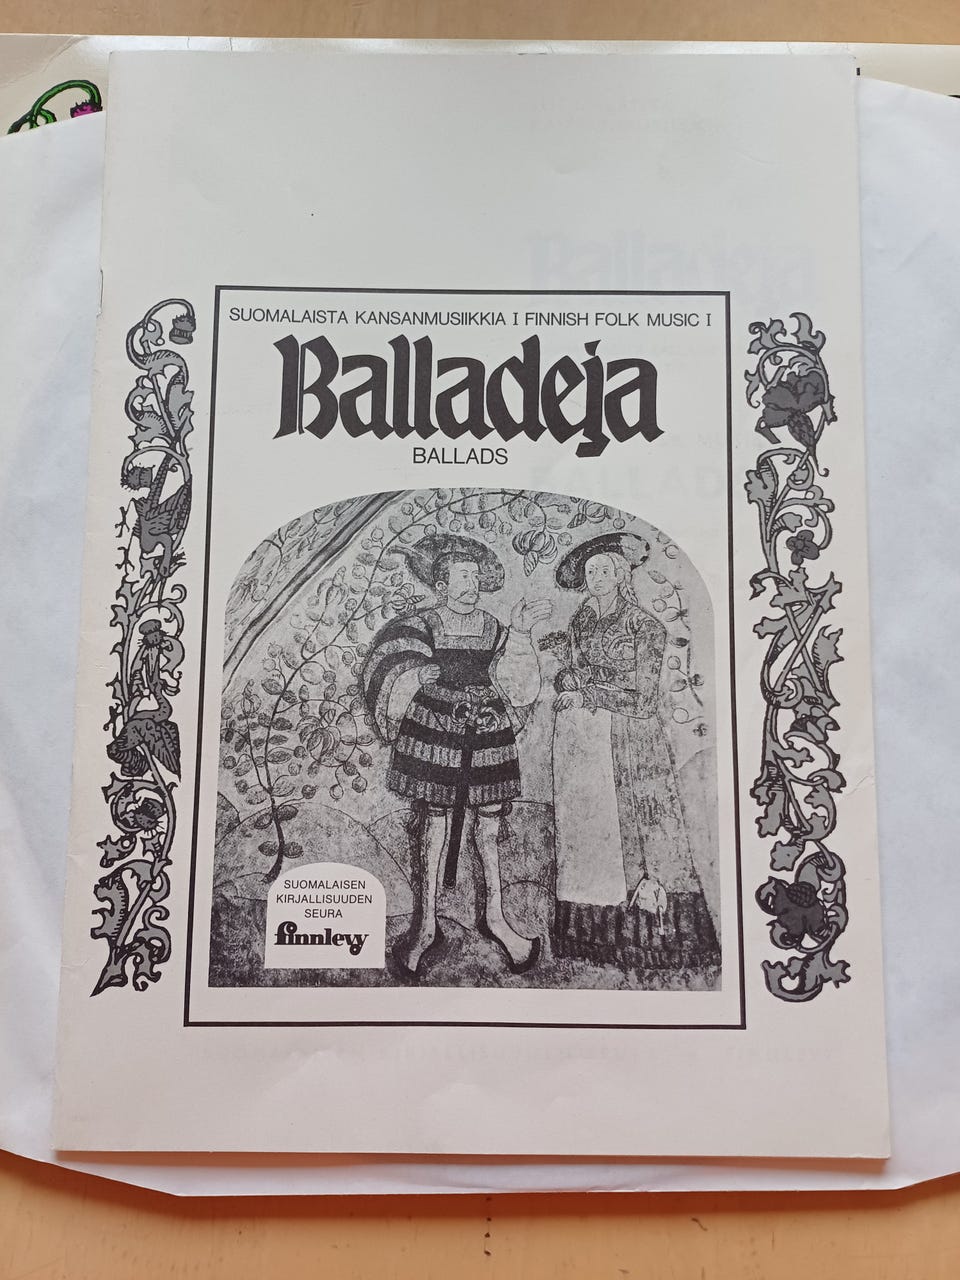 SUOMALAISTA KANSANMUSIIKKIA I FINNISH FOLK MUSIC I
Balladeja
BALLADS
SUOMALAISEN
KIRJALLISUUDEN
SEURA
finnlevy